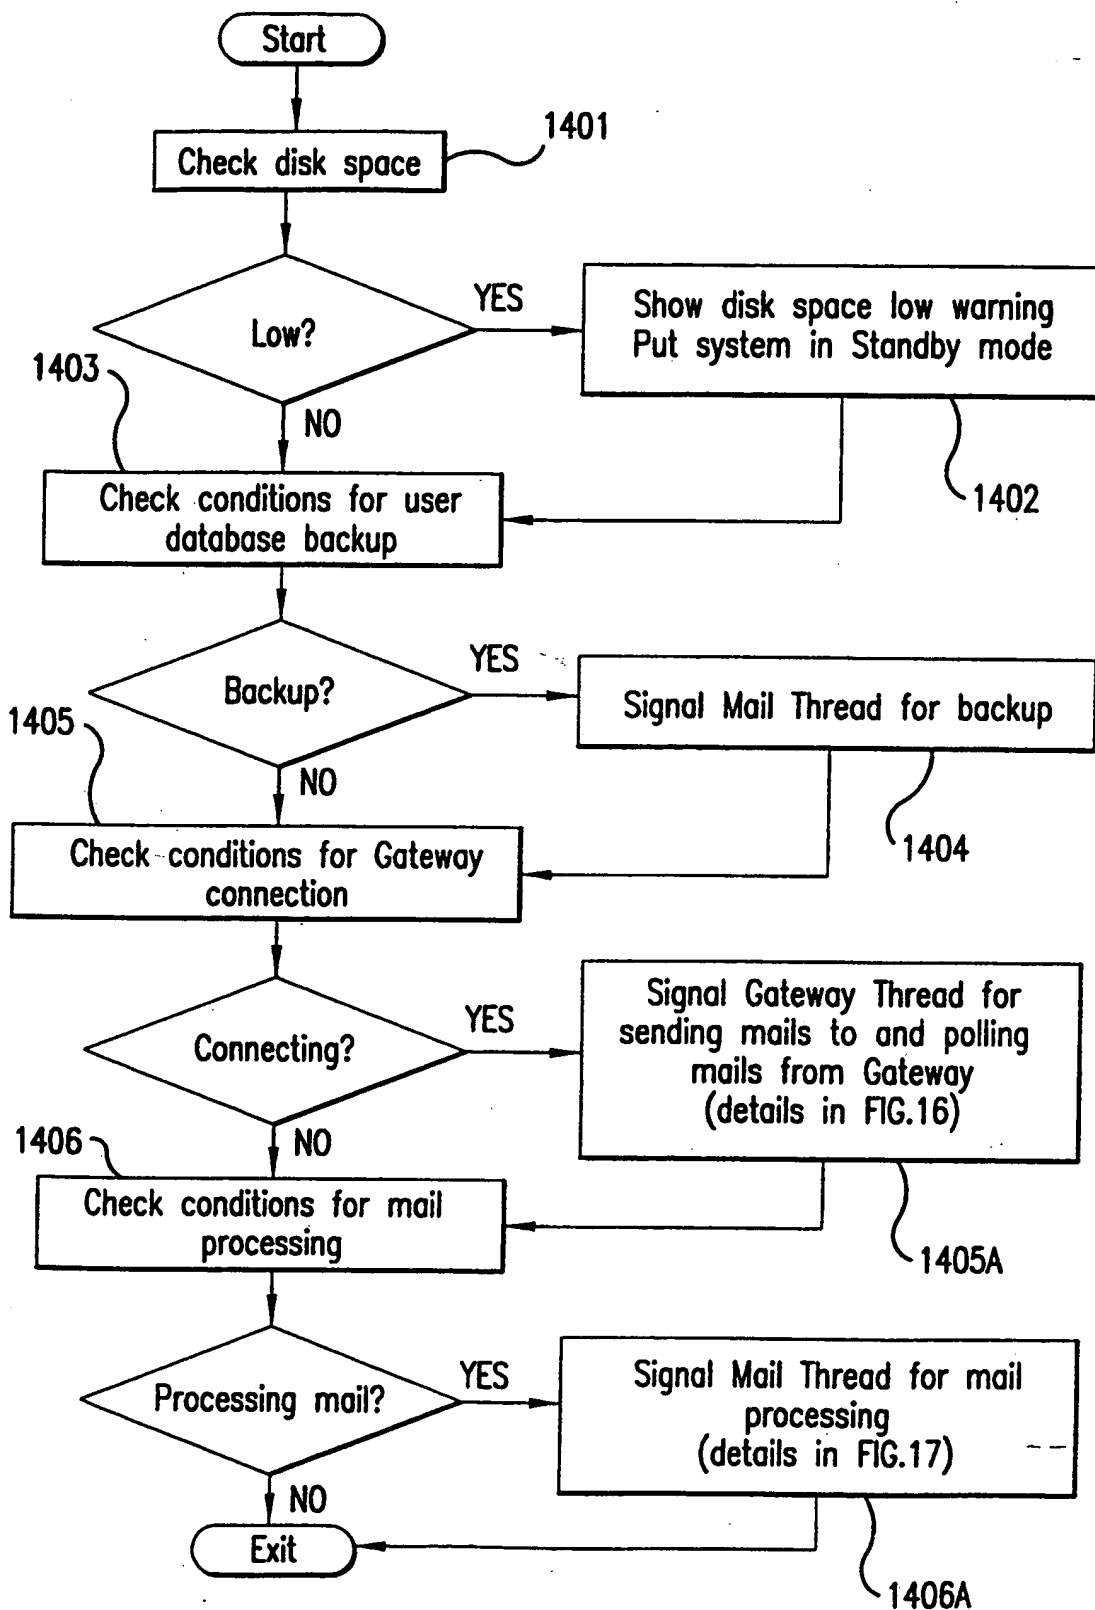 Start
1401
Check disk space
YES
Show disk space low warning
Put system in Standby mode
Low?
1403
NO
1402
Check conditions for user
database backup
YES
Backup?
Signal Mail Thread for backup
1405
NO
1404
Check conditions for Gateway
connection
Signal Gateway Thread for
sending mails to and polling
mails from Gateway
(details in FIG.16)
YES
Connecting?
1406
NO
Check conditions for mail
processing
1405A
YES
Signal Mail Thread for mail
processing
(details in FIG.17)
Processing mail?
NO
Exit
1406A